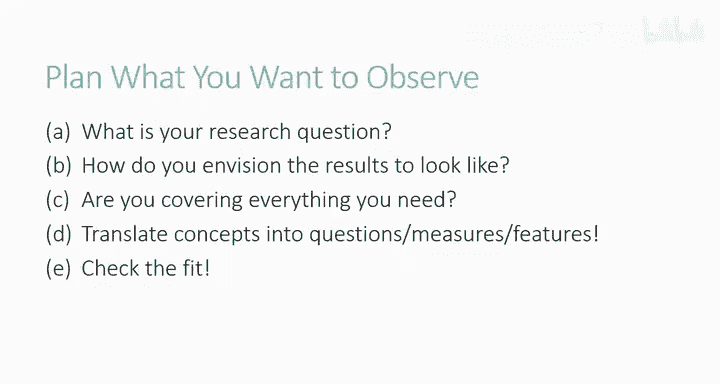 Plan What You Want to Observe
(a) What is your research question?
(b) How do you envision the results to look like?
(c) Are you covering everything you need?
(d) Translate concepts into questions/measures/features!
(e) Check the fit!